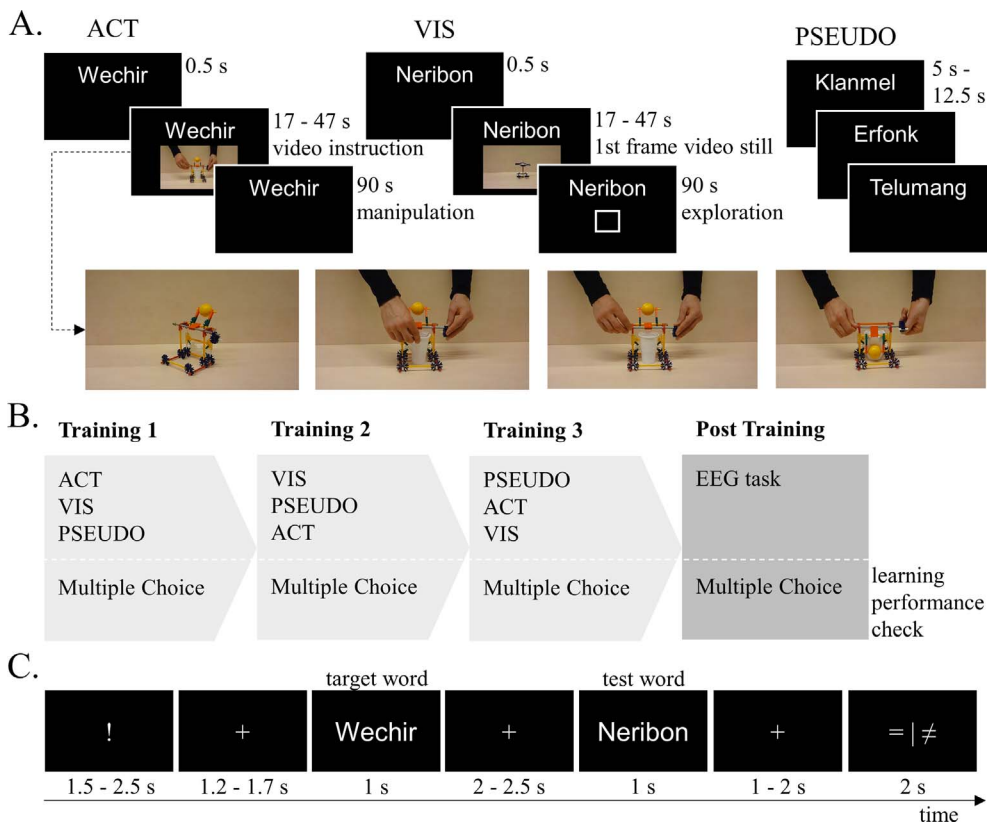 A.
ACT
Wechir
0.5 s
Wechir
17 - 47 s
video instruction
Wechir
90 s
manipulation
VIS
Neribon
0.5 s
Neribon
17 - 47 s
1st frame video still
Neribon
90 s
exploration
PSEUDO
Klanmel
5 s -
12.5 s
Erfonk
Telumang
B.
Training 1
ACT
VIS
PSEUDO
Multiple Choice
Training 2
VIS
PSEUDO
ACT
Multiple Choice
Training 3
PSEUDO
ACT
VIS
Multiple Choice
Post Training
EEG task
Multiple Choice
learning
performance
check
C.
target word
test word
!
+
Wechir
+
Neribon
+
= | ≠
1.5 - 2.5 s
1.2 - 1.7 s
1 s
2 - 2.5 s
1 s
1 - 2 s
2 s
time